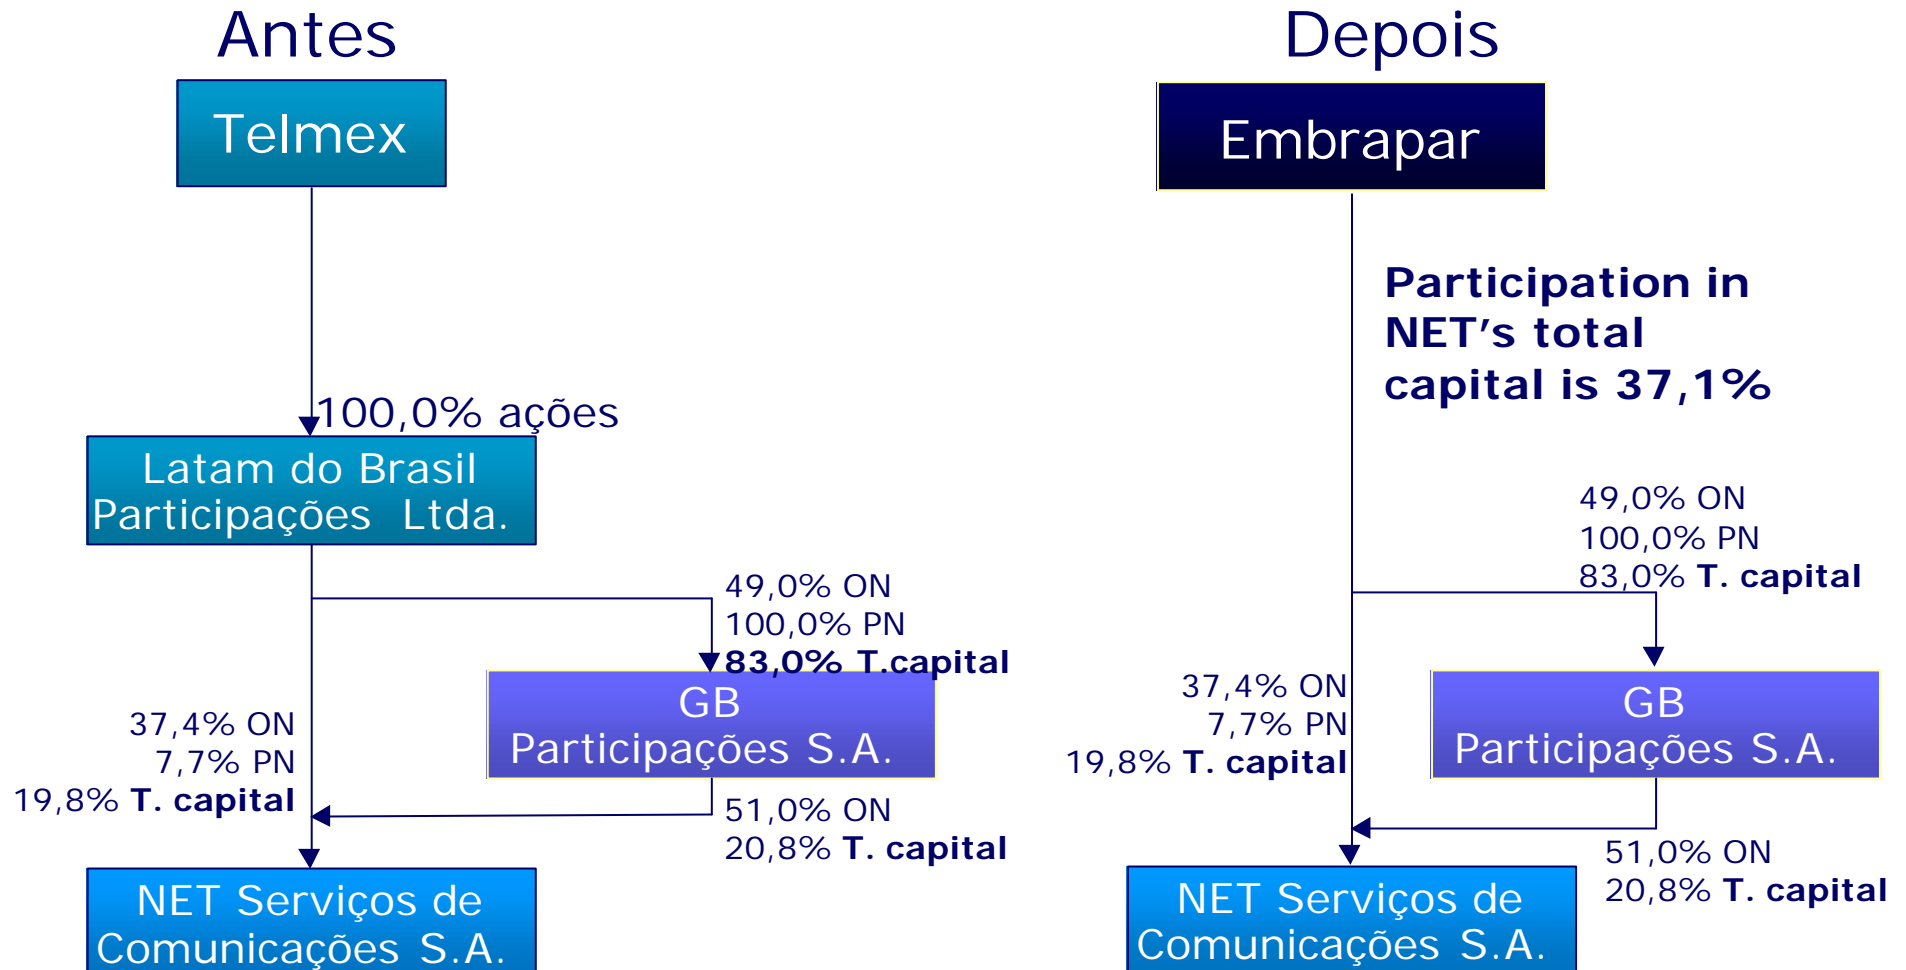 Antes
Telmex
100,0% ações
Latam do Brasil
Participações Ltda.
49,0% ON
100,0% PN
83,0% T.capital
GB
Participações S.A.
37,4% ON
7,7% PN
19,8% T. capital
51,0% ON
20,8% T. capital
NET Serviços de
Comunicações S.A.
Depois
Embrapar
Participation in
NET’s total
capital is 37,1%
49,0% ON
100,0% PN
83,0% T. capital
37,4% ON
7,7% PN
19,8% T. capital
GB
Participações S.A.
51,0% ON
20,8% T. capital
NET Serviços de
Comunicações S.A.